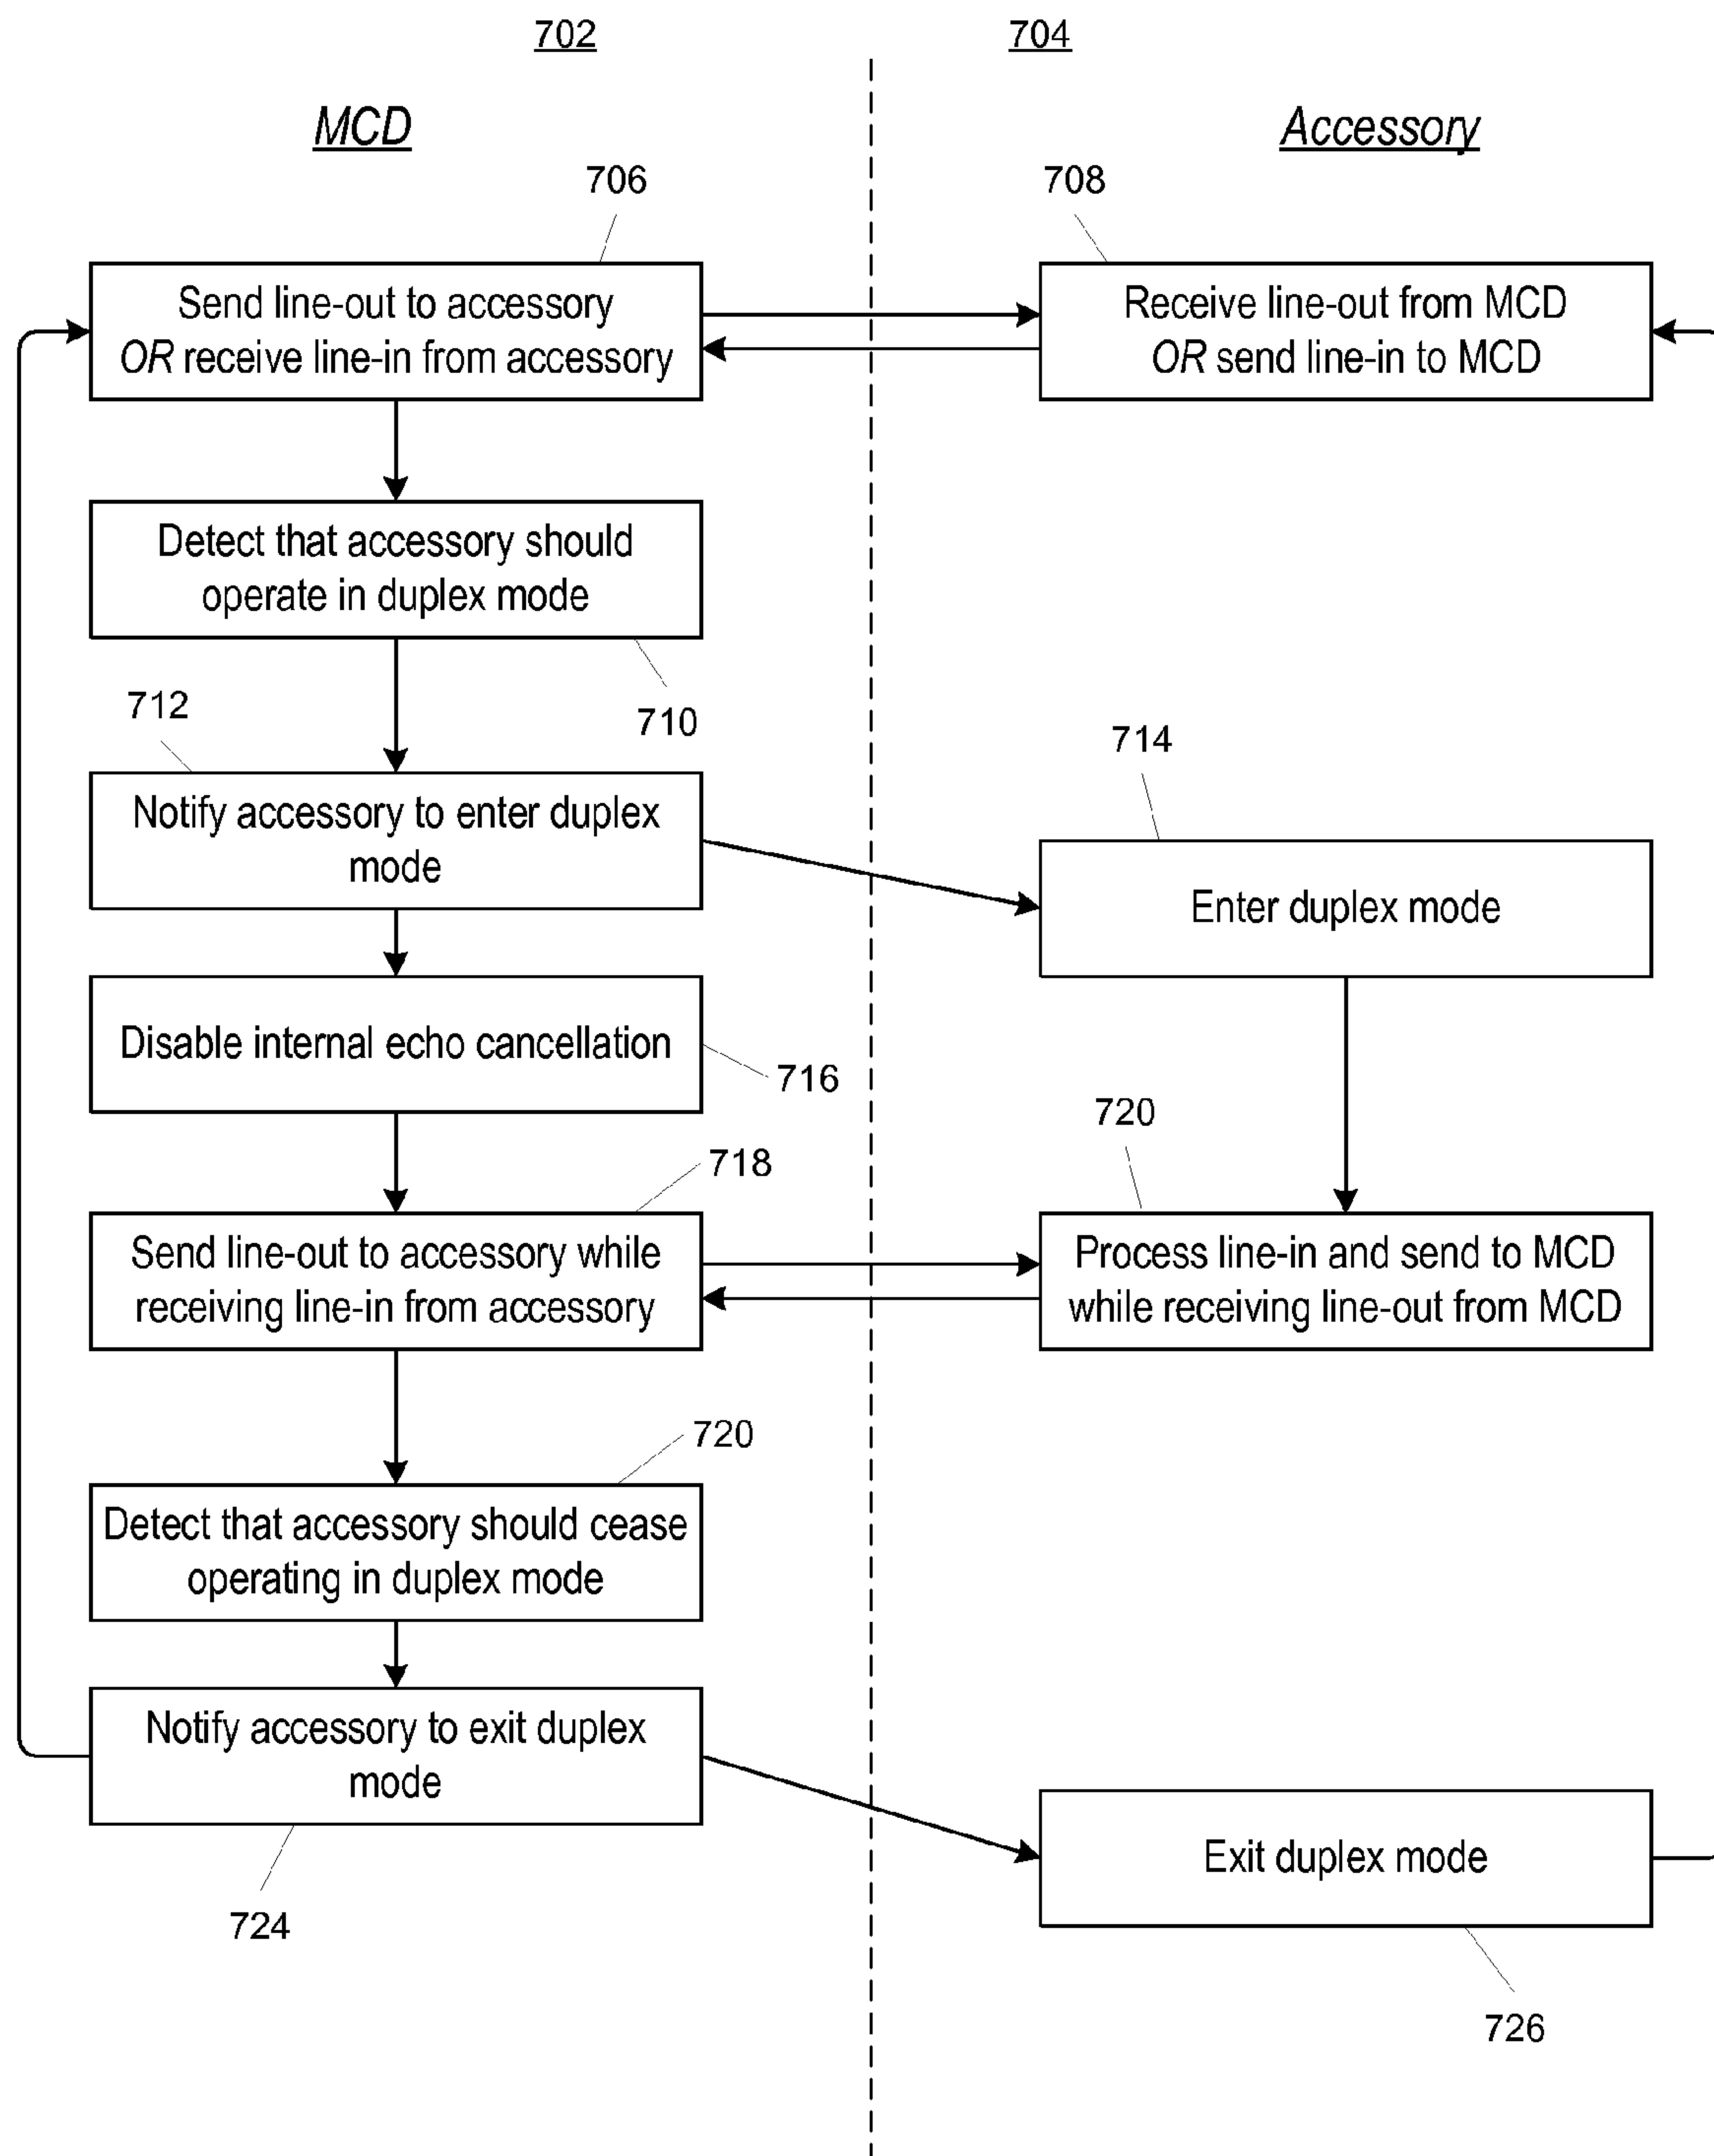 702
704
MCD
Accessory
706
708
Send line-out to accessory
OR receive line-in from accessory
Receive line-out from MCD
OR send line-in to MCD
Detect that accessory should
operate in duplex mode
710
712
714
Notify accessory to enter duplex
mode
Enter duplex mode
Disable internal echo cancellation
716
718
720
Send line-out to accessory while
receiving line-in from accessory
Process line-in and send to MCD
while receiving line-out from MCD
720
Detect that accessory should cease
operating in duplex mode
Notify accessory to exit duplex
mode
724
Exit duplex mode
726